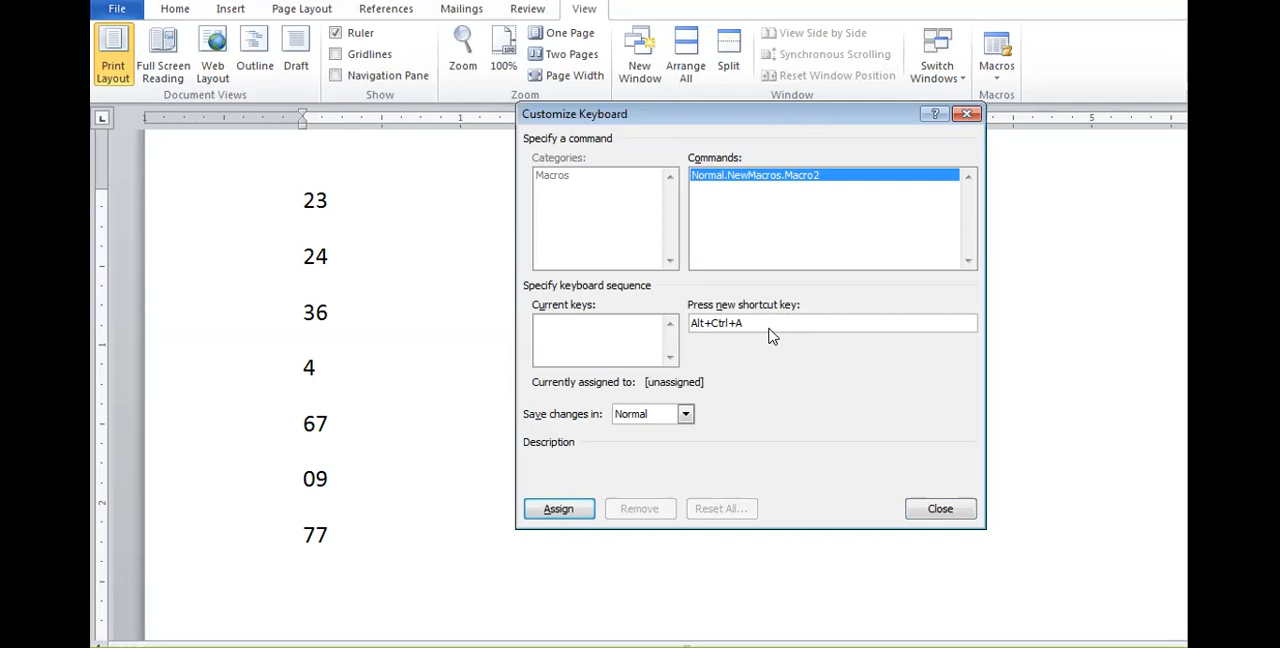 File Home Insert Page Layout References Mailings Review View
Print Layout
Full Screen Reading
Web Layout
Outline
Draft
Document Views
Ruler
Gridlines
Navigation Pane
Show
Zoom
100%
One Page
Two Pages
Page Width
Zoom
New Window
Arrange All
Split
View Side by Side
Synchronous Scrolling
Reset Window Position
Window
Switch Windows
Macros
Macros
L
1 1 5
1
2
23
24
36
4
67
09
77
Customize Keyboard
?
Specify a command
Categories:
Macros
Commands:
Normal.NewMacros.Macro2
Specify keyboard sequence
Current keys:
Press new shortcut key:
Alt+Ctrl+A
Currently assigned to: [unassigned]
Save changes in: Normal
Description
Assign Remove Reset All... Close